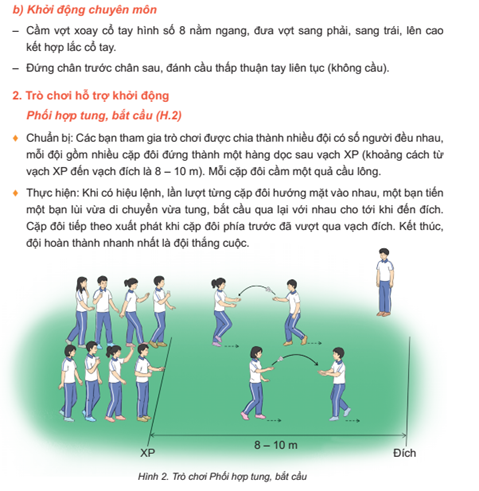 b) Khởi động chuyên môn
– Cầm vợt xoay cổ tay hình số 8 nằm ngang, đưa vợt sang phải, sang trái, lên cao
kết hợp lắc cổ tay.
– Đứng chân trước chân sau, đánh cầu thấp thuận tay liên tục (không cầu).
2. Trò chơi hỗ trợ khởi động
Phối hợp tung, bắt cầu (H.2)
♦ Chuẩn bị: Các bạn tham gia trò chơi được chia thành nhiều đội có số người đều nhau,
mỗi đội gồm nhiều cặp đôi đứng thành một hàng dọc sau vạch XP (khoảng cách từ
vạch XP đến vạch đích là 8 – 10 m). Mỗi cặp đôi cầm một quả cầu lông.
♦ Thực hiện: Khi có hiệu lệnh, lần lượt từng cặp đôi hướng mặt vào nhau, một bạn tiến
một bạn lùi vừa di chuyển vừa tung, bắt cầu qua lại với nhau cho tới khi đến đích.
Cặp đôi tiếp theo xuất phát khi cặp đôi phía trước đã vượt qua vạch đích. Kết thúc,
đội hoàn thành nhanh nhất là đội thắng cuộc.
8 – 10 m
XP
Đích
Hình 2. Trò chơi Phối hợp tung, bắt cầu